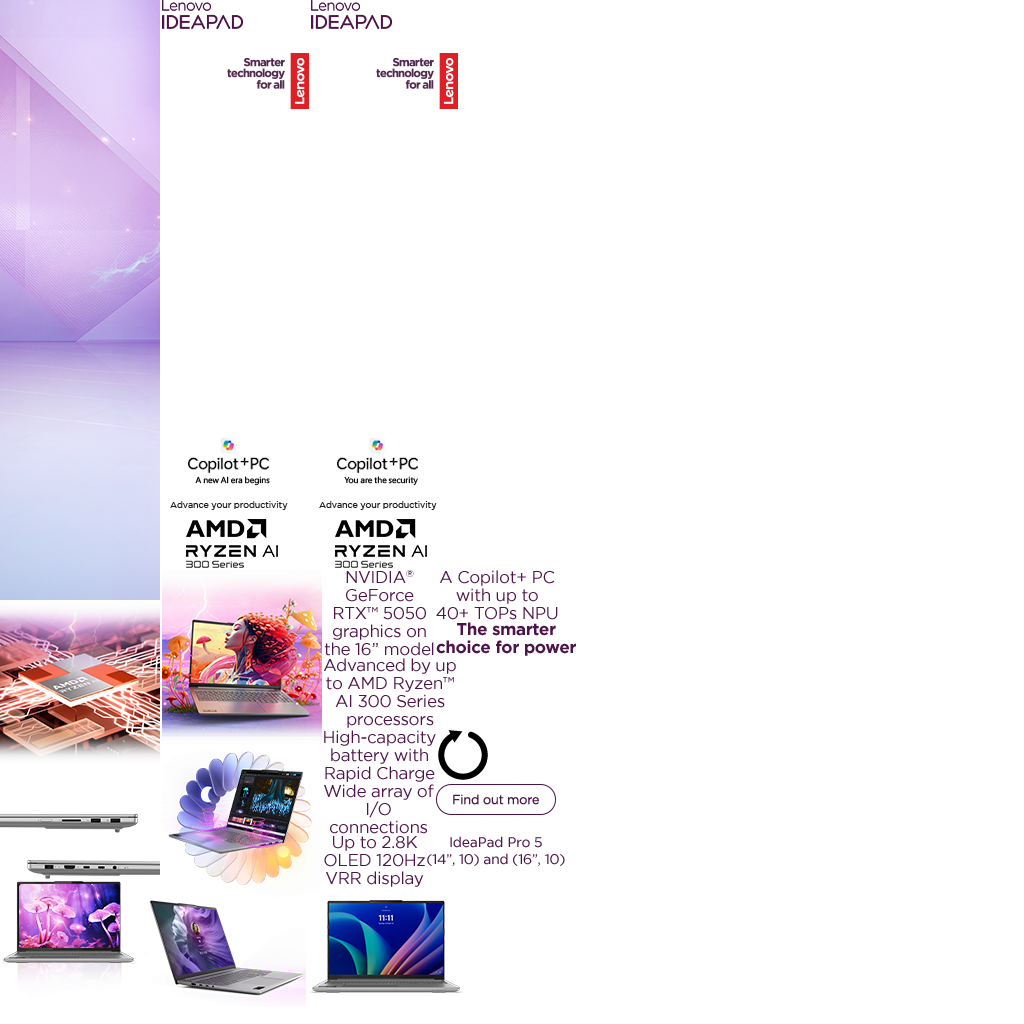 Lenovo
IDEAPAD
Lenovo
IDEAPAD
Smarter
technology
for all
Lenovo
Smarter
technology
for all
Lenovo
Copilot+PC
A new AI era begins
Copilot+PC
You are the security
Advance your productivity
AMD
RYZEN AI
300 Series
Advance your productivity
AMD
RYZEN AI
300 Series
NVIDIA®
GeForce
RTX™ 5050
graphics on
the 16” model
A Copilot+ PC
with up to
40+ TOPs NPU
The smarter
choice for power
Advanced by up
to AMD Ryzen™
AI 300 Series
processors
High-capacity
battery with
Rapid Charge
Wide array of
I/O
connections
Up to 2.8K
OLED 120Hz
VRR display
Find out more
IdeaPad Pro 5
(14”, 10) and (16”, 10)
AMD
RYZEN
11:11